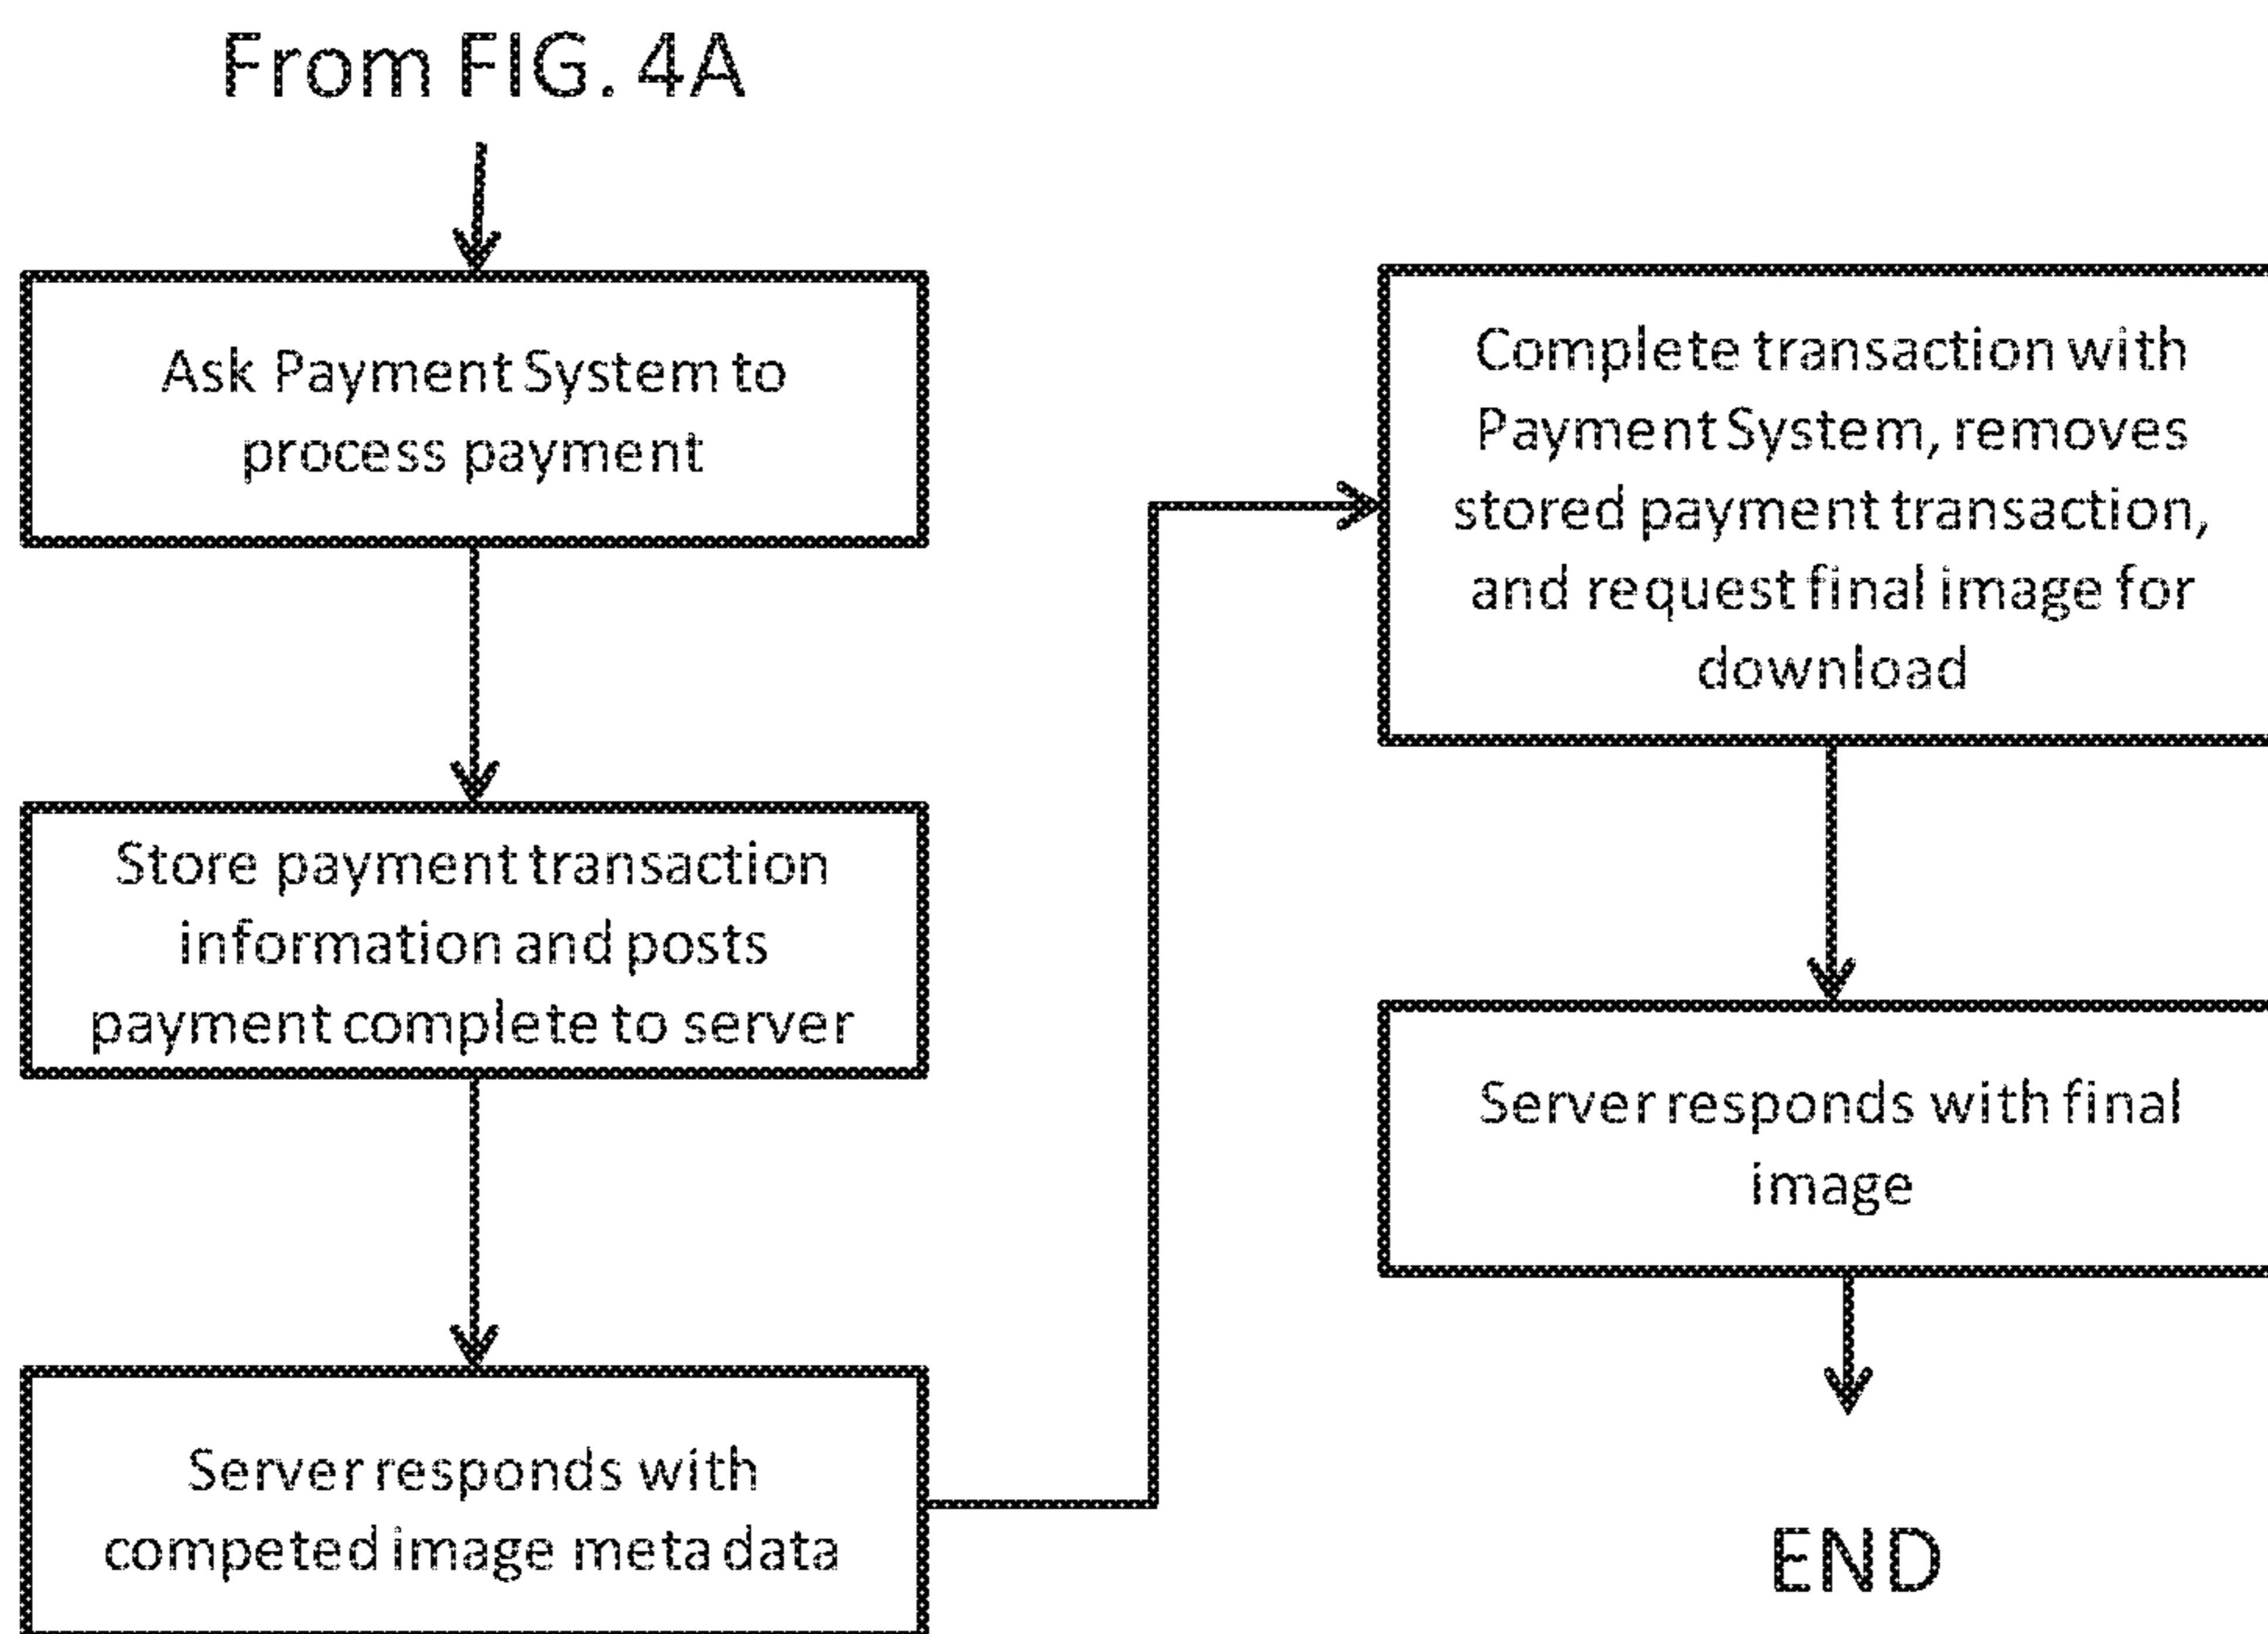 From FIG. 4A
Ask Payment System to
process payment
Store payment transaction
information and posts
payment complete to server
Server responds with
competed image meta data
Complete transaction with
Payment System, removes
stored payment transaction,
and request final image for
download
Server responds with final
image
END